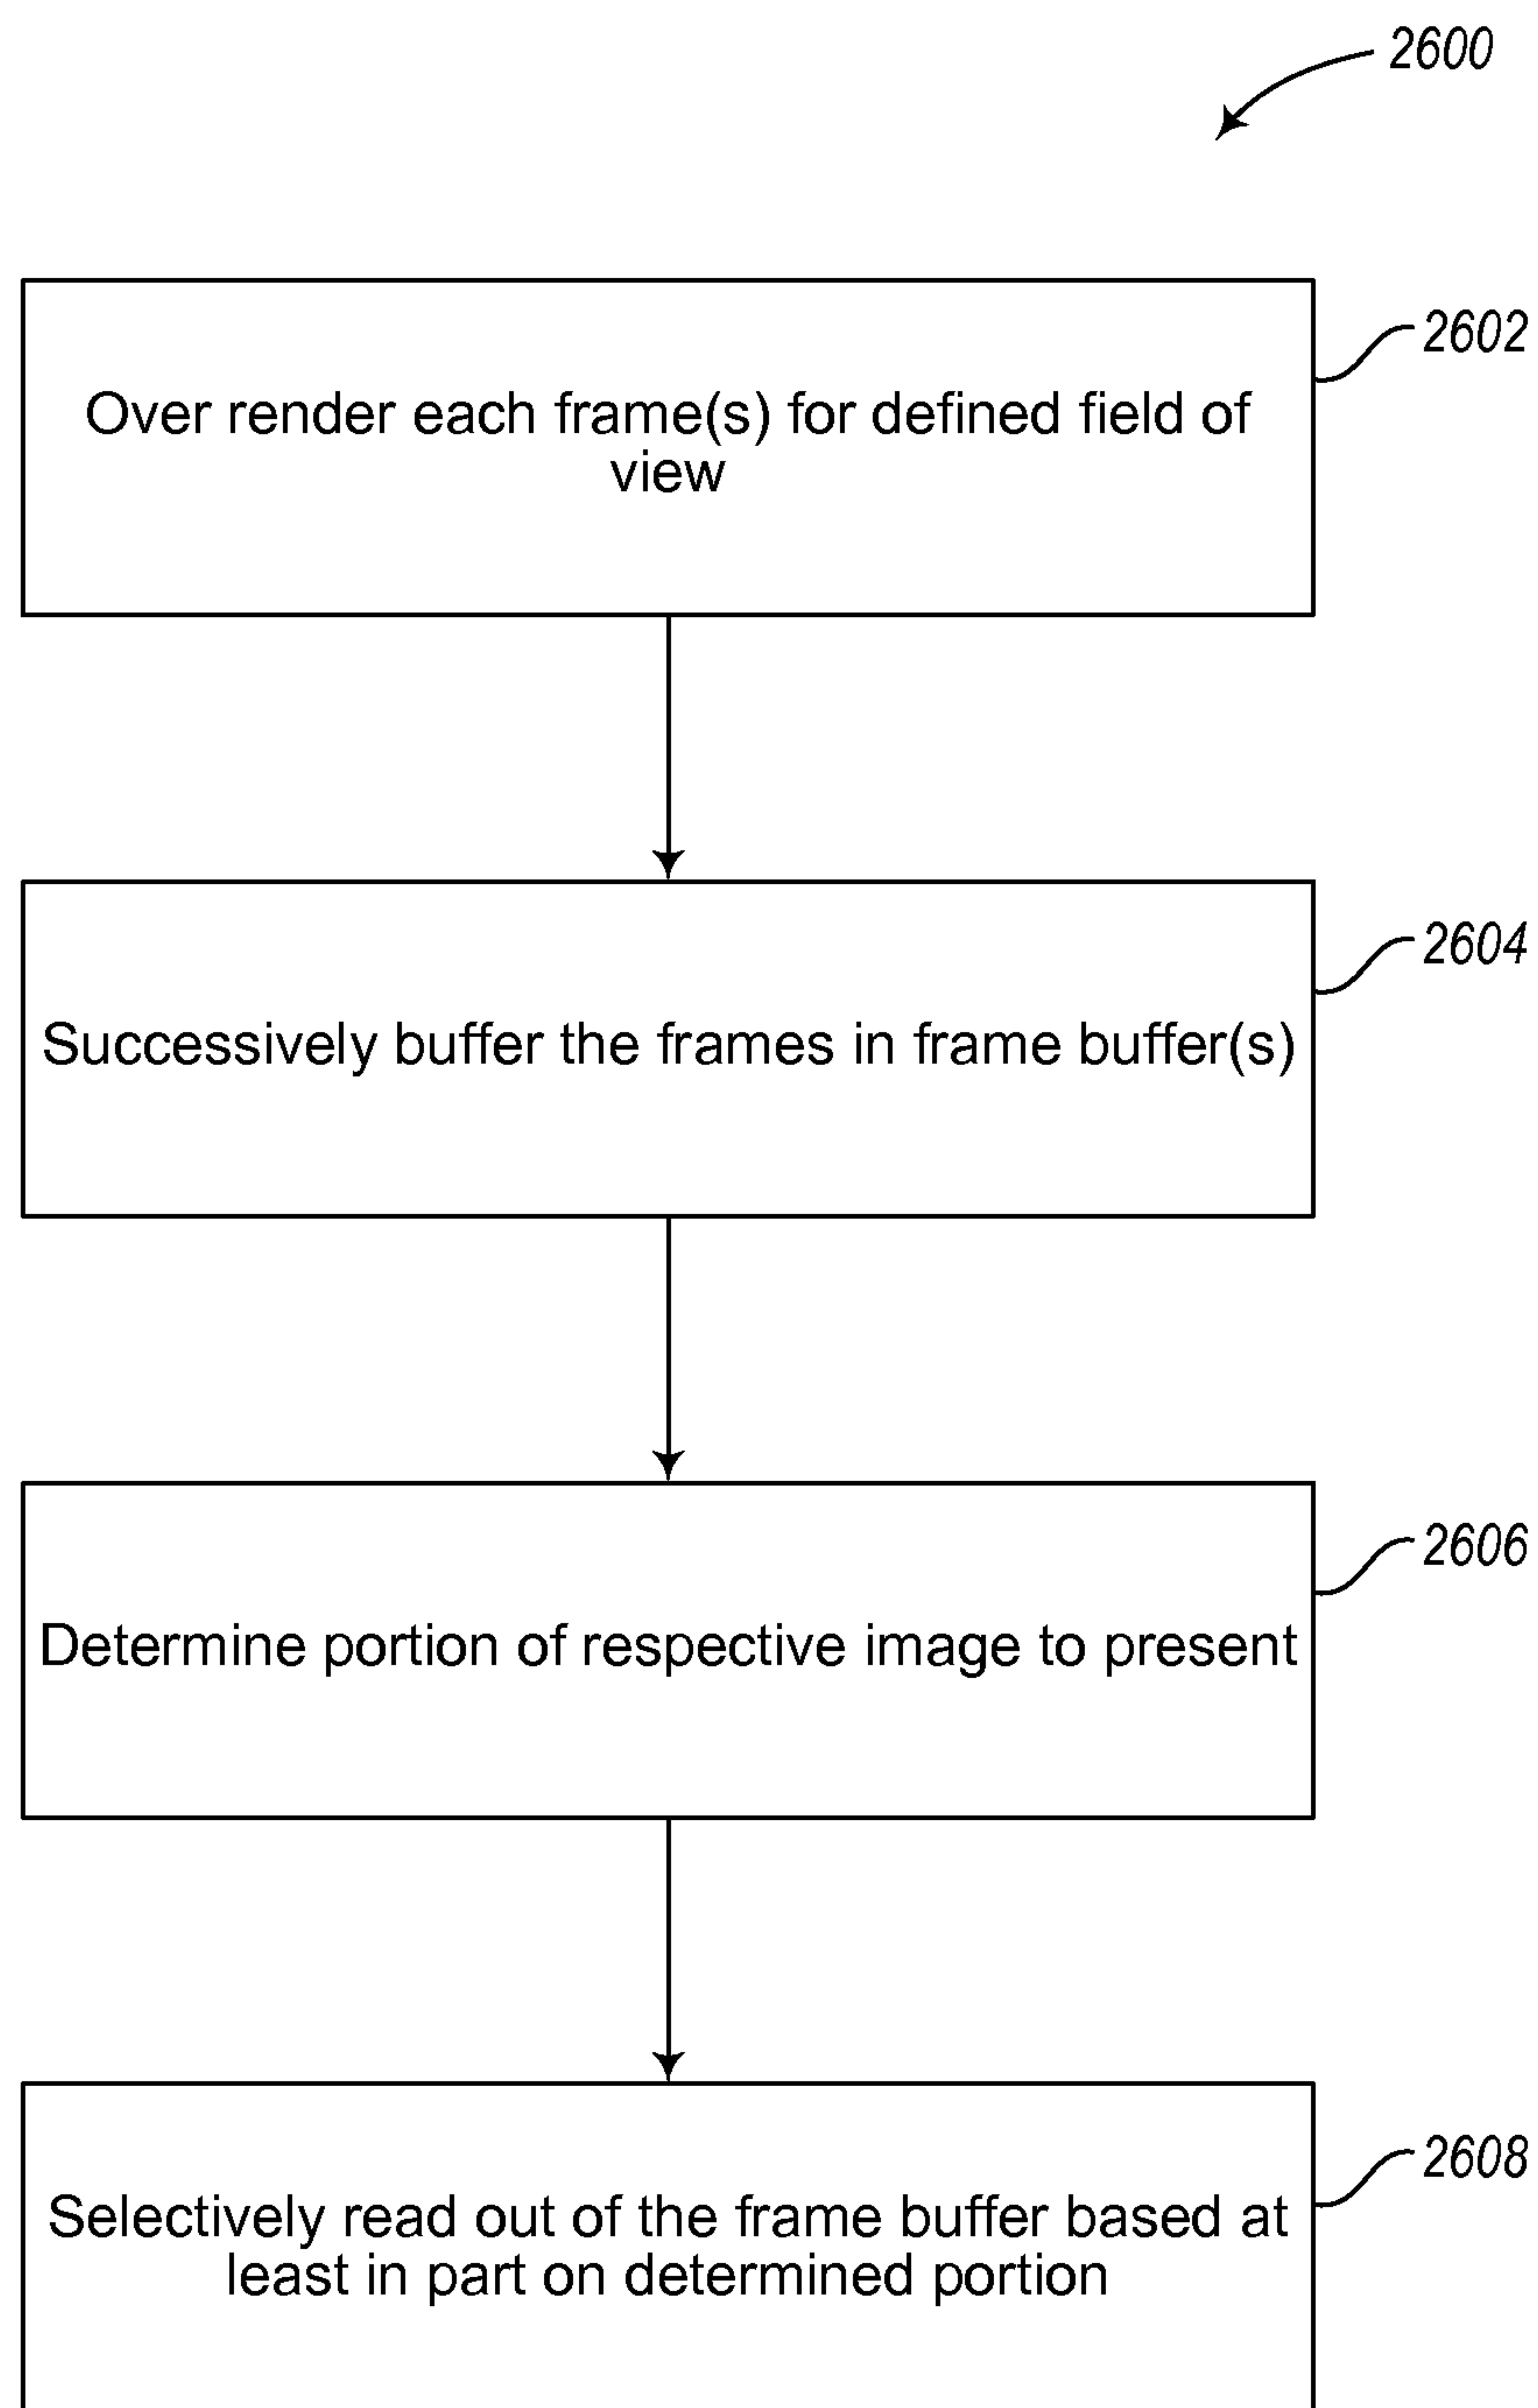 2600
2602
Over render each frame(s) for defined field of
view
2604
Successively buffer the frames in frame buffer(s)
2606
Determine portion of respective image to present
2608
Selectively read out of the frame buffer based at
least in part on determined portion